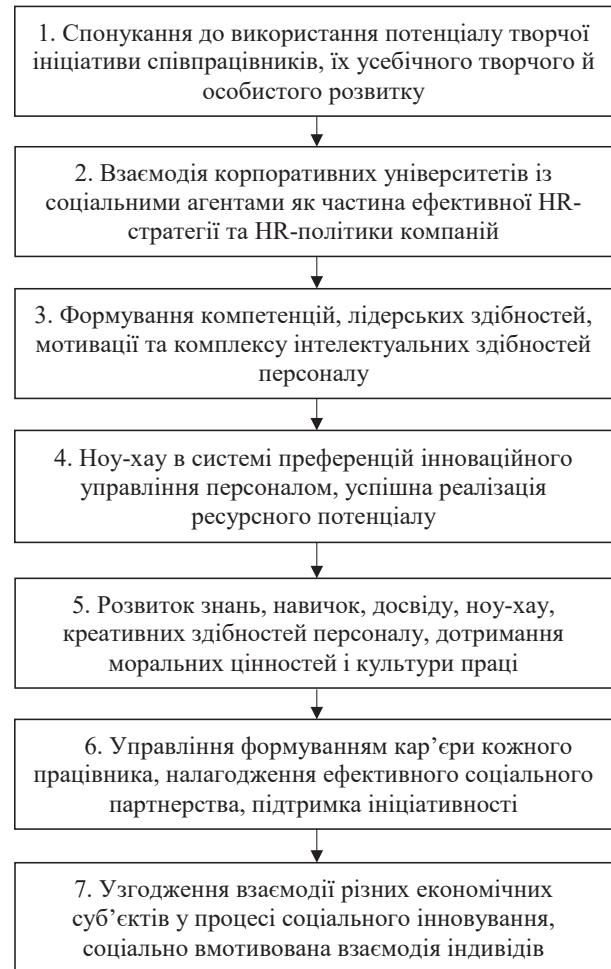 1. Спонукання до використання потенціалу творчої
ініціативи співпрацівників, їх усебічного творчого й
особистого розвитку
2. Взаємодія корпоративних університетів із
соціальними агентами як частина ефективної HR-
стратегії та HR-політики компаній
3. Формування компетенцій, лідерських здібностей,
мотивації та комплексу інтелектуальних здібностей
персоналу
4. Ноу-хау в системі преференцій інноваційного
управління персоналом, успішна реалізація
ресурсного потенціалу
5. Розвиток знань, навичок, досвіду, ноу-хау,
креативних здібностей персоналу, дотримання
моральних цінностей і культури праці
6. Управління формуванням кар’єри кожного
працівника, налагодження ефективного соціального
партнерства, підтримка ініціативності
7. Узгодження взаємодії різних економічних
суб’єктів у процесі соціального інновування,
соціально вмотивована взаємодія індивідів